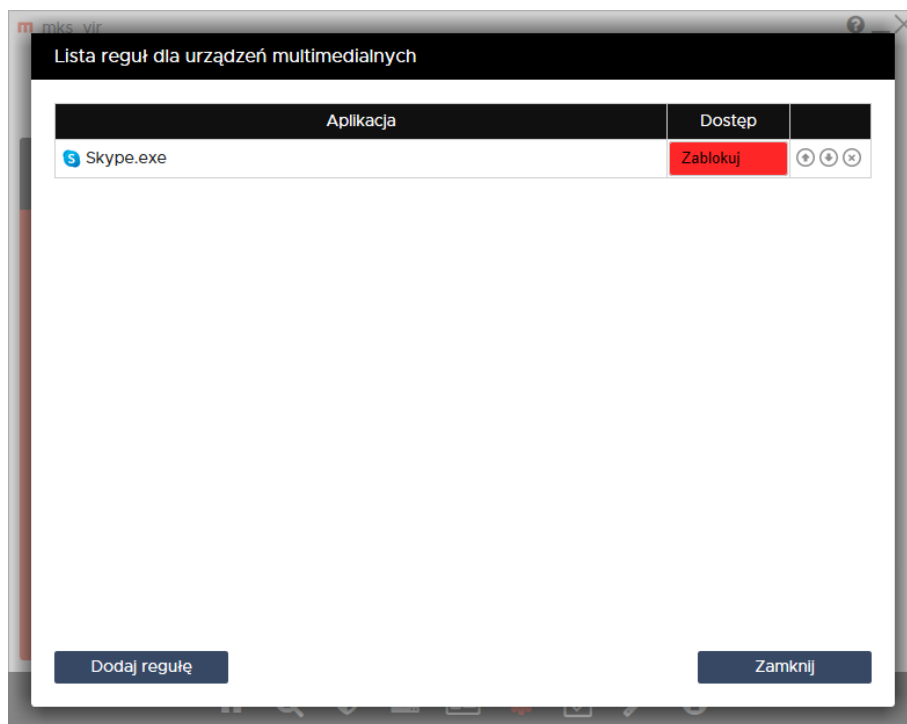 mks_vir
Lista reguł dla urządzeń multimedialnych
Aplikacja Dostęp
Skype.exe Zablokuj
Dodaj regułę Zamknij